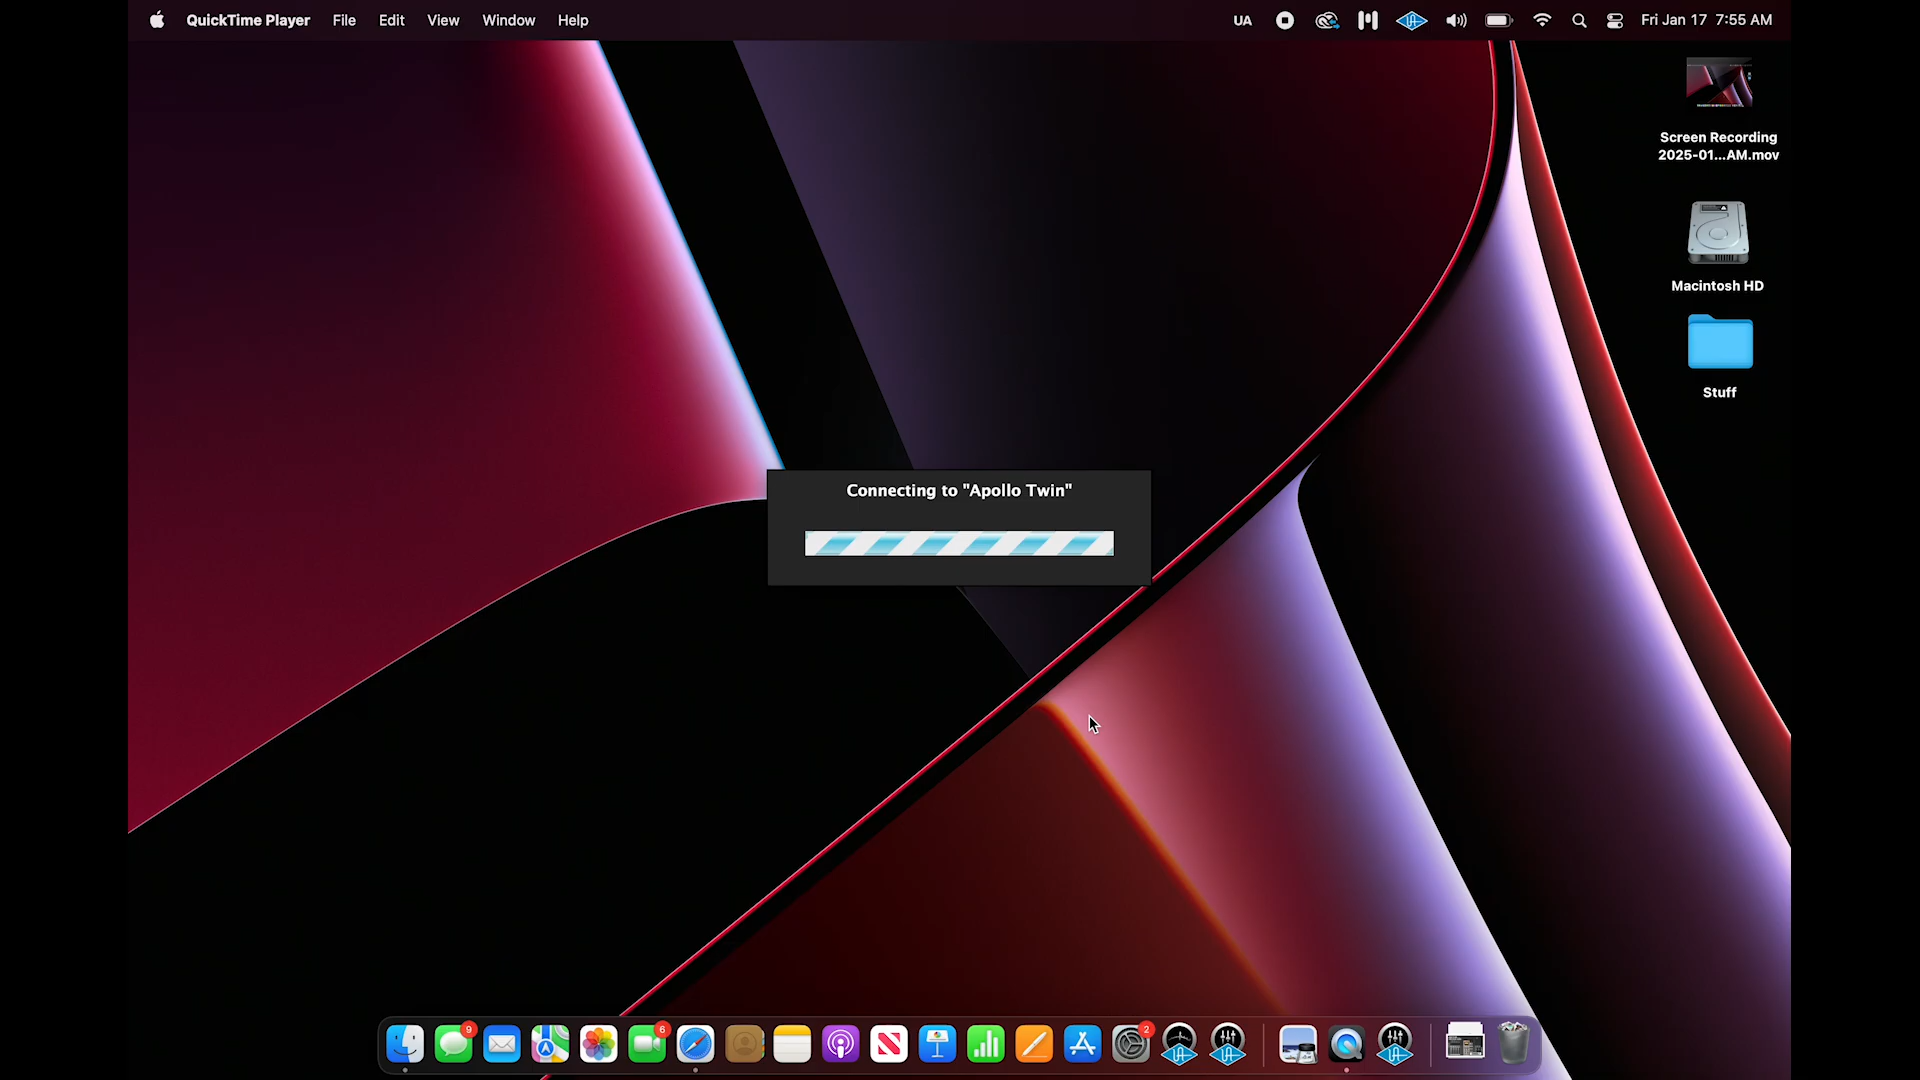 QuickTime Player File Edit View Window Help UA Fri Jan 17 7:55 AM
Screen Recording
2025-01...AM.mov
Macintosh HD
Stuff
Connecting to "Apollo Twin"
9
6
2